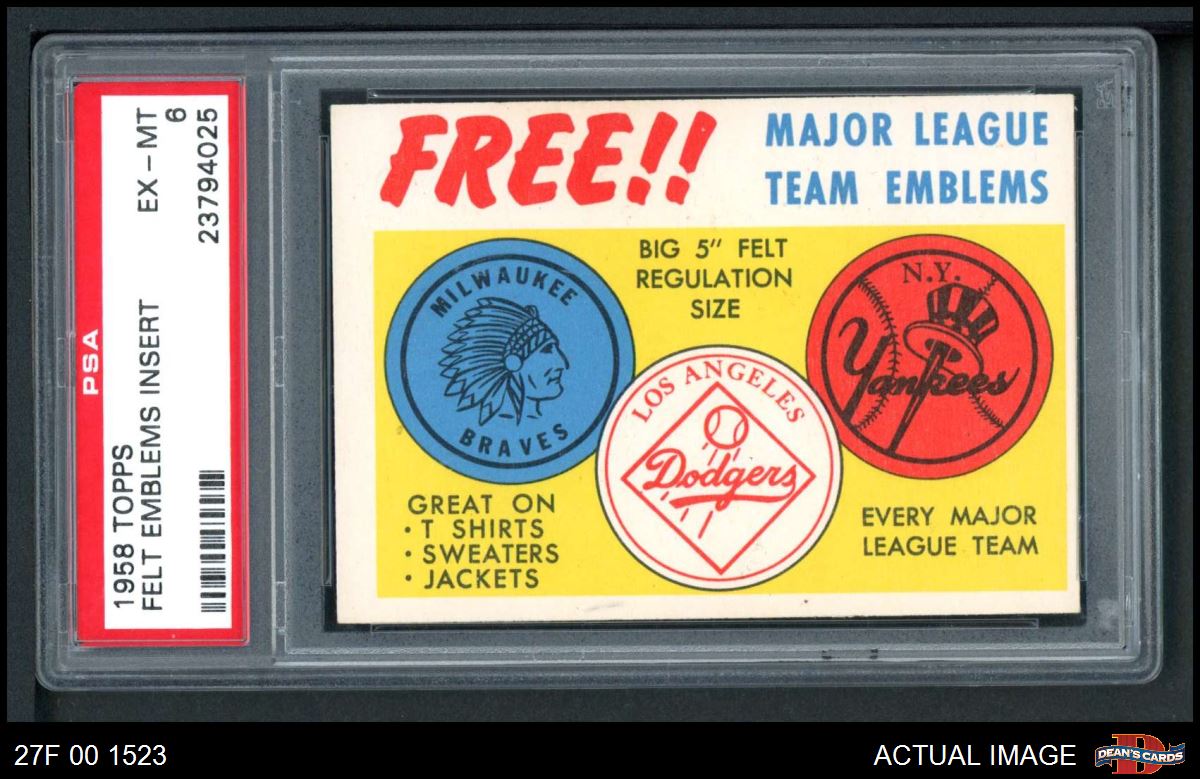 PSA
1958 TOPPS
EX – MT
FELT EMBLEMS INSERT
6
23794025
FREE!!
MAJOR LEAGUE
TEAM EMBLEMS
BIG 5" FELT
REGULATION
SIZE
MILWAUKEE
BRAVES
N.Y.
Yankees
LOS ANGELES
Dodgers
GREAT ON
• T SHIRTS
• SWEATERS
• JACKETS
EVERY MAJOR
LEAGUE TEAM
27F 00 1523
ACTUAL IMAGE
D
DEAN'S CARDS